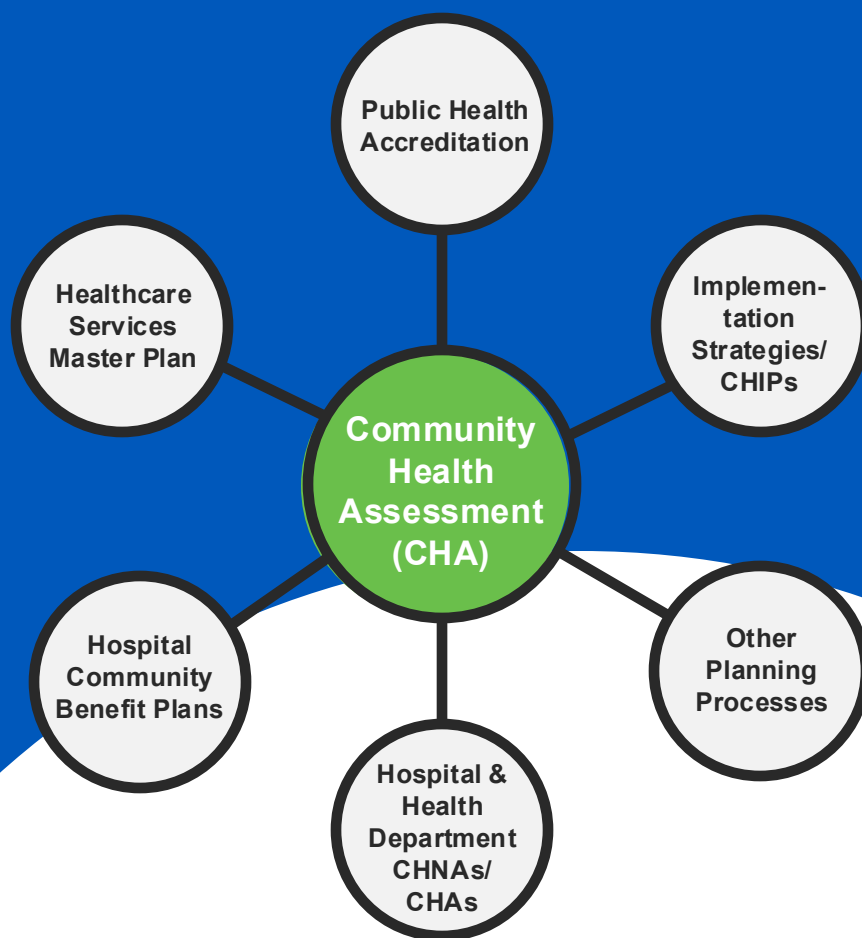 Public Health
Accreditation
Healthcare
Services
Master Plan
Implemen-
tation
Strategies/
CHIPs
Community
Health
Assessment
(CHA)
Hospital
Community
Benefit Plans
Other
Planning
Processes
Hospital &
Health
Department
CHNAs/
CHAs